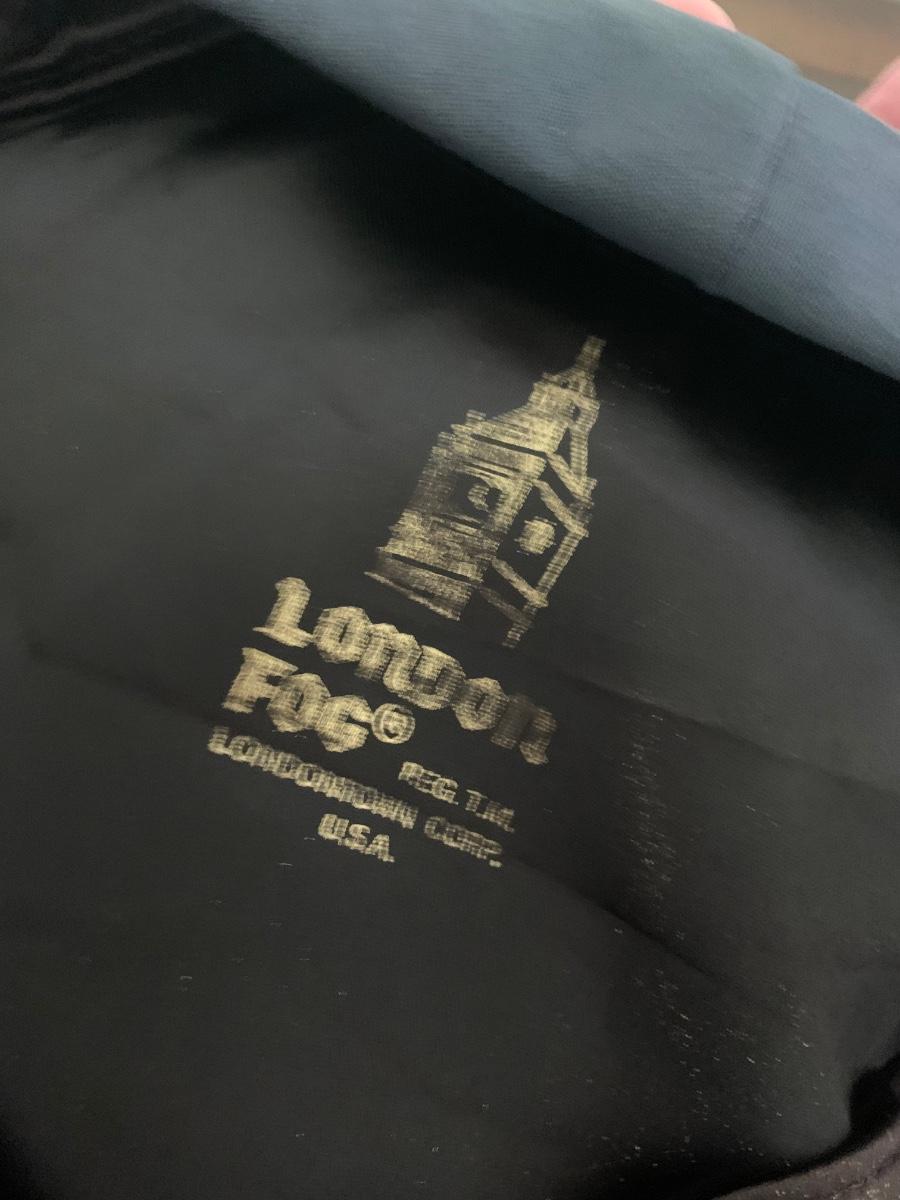 London
Fog®
REG. T.M.
LONDONTOWN CORP.
U.S.A.